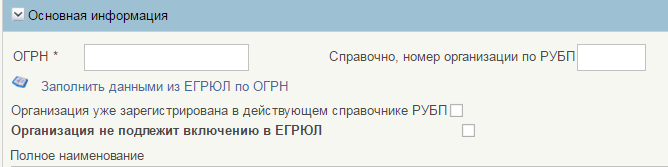 Основная информация
ОГРН * Справочно, номер организации по РУБП
Заполнить данными из ЕГРЮЛ по ОГРН
Организация уже зарегистрирована в действующем справочнике РУБП
Организация не подлежит включению в ЕГРЮЛ
Полное наименование